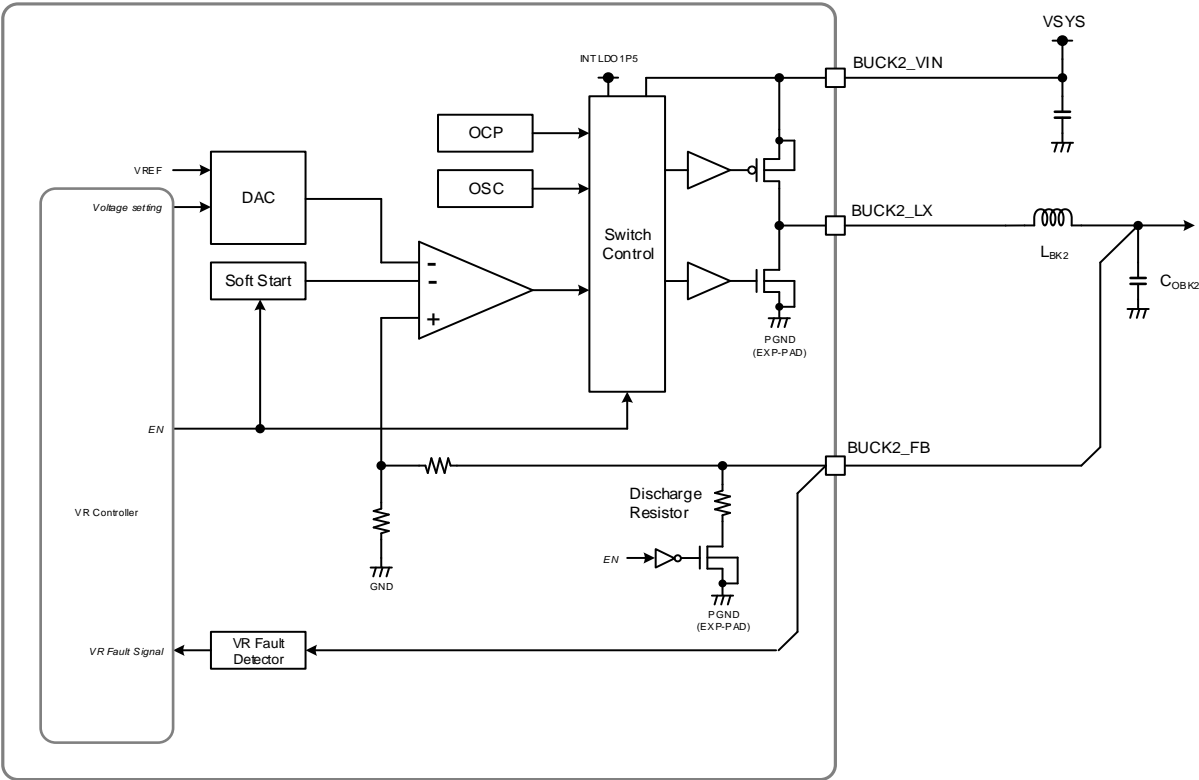 VSYS
INTLDO1P5
BUCK2_VIN
OCP
VREF
DAC
OSC
Voltage setting
BUCK2_LX
Switch
Control
LBK2
Soft Start
-
-
+
COBK2
PGND
(EXP-PAD)
EN
BUCK2_FB
Discharge
Resistor
VR Controller
EN
GND
PGND
(EXP-PAD)
VR Fault Signal
VR Fault
Detector